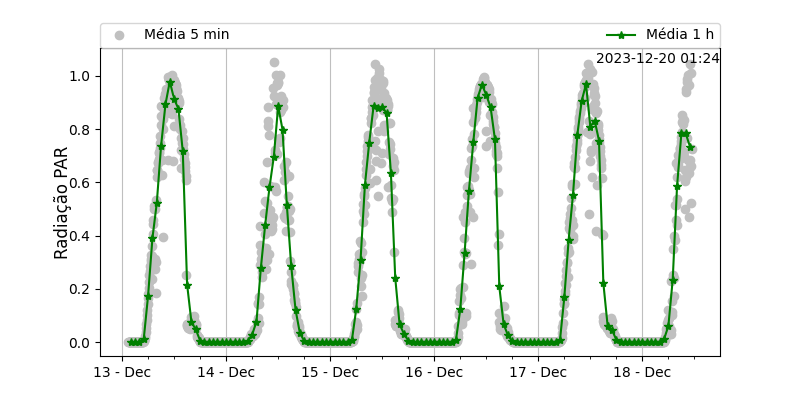 Média 5 min
Média 1 h
2023-12-20 01:24
Radiação PAR
1.0
0.8
0.6
0.4
0.2
0.0
13 - Dec
14 - Dec
15 - Dec
16 - Dec
17 - Dec
18 - Dec